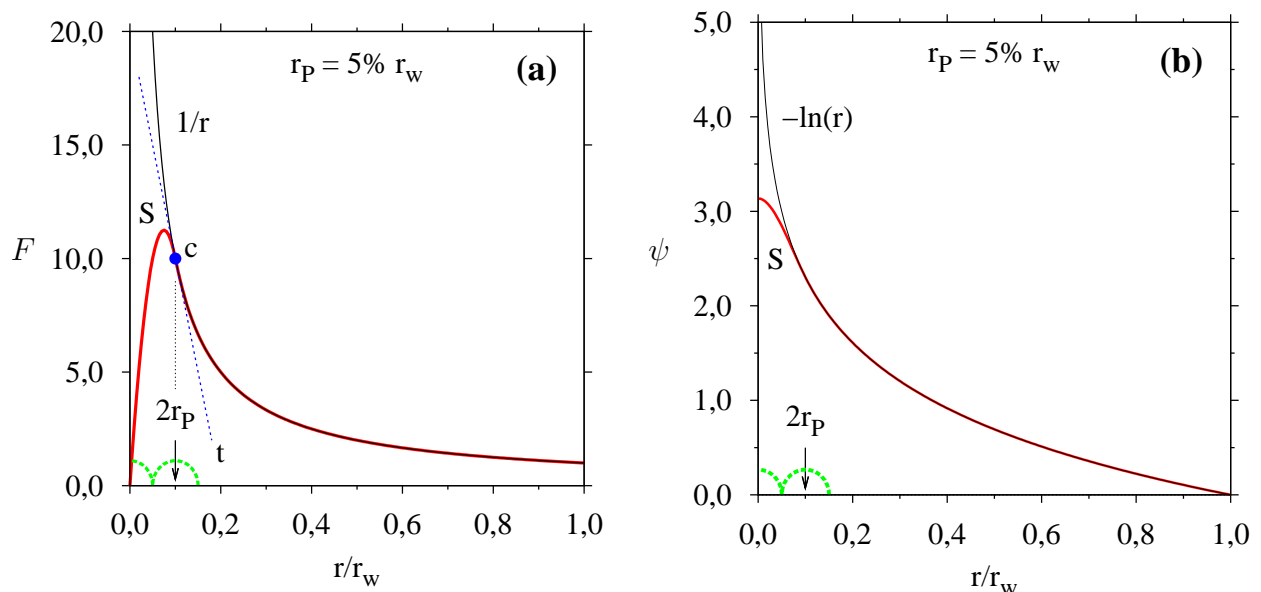 20,0
15,0
10,0
5,0
0,0
F
r_P = 5% r_w
(a)
1/r
S
c
2r_P
t
0,0 0,2 0,4 0,6 0,8 1,0
r/r_w
5,0
4,0
3,0
2,0
1,0
0,0
ψ
r_P = 5% r_w
(b)
−ln(r)
S
2r_P
0,0 0,2 0,4 0,6 0,8 1,0
r/r_w